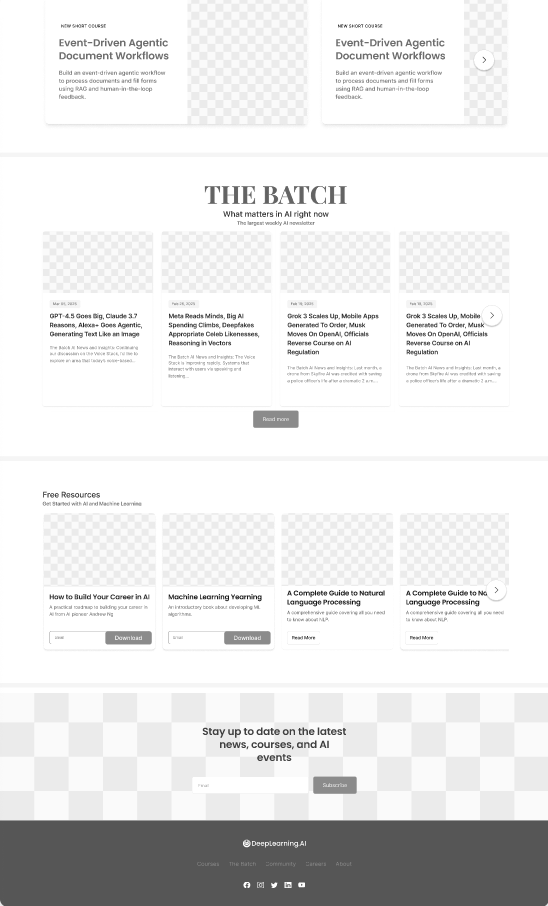 NEW SHORT COURSE
Event-Driven Agentic
Document Workflows
Build an event-driven agentic workflow
to process documents and fill forms
using RAG and human-in-the-loop
feedback.
NEW SHORT COURSE
Event-Driven Agentic
Document Workflows
Build an event-driven agentic workflow
to process documents and fill forms
using RAG and human-in-the-loop
feedback.
THE BATCH
What matters in AI right now
The largest weekly AI newsletter
Mar 05, 2025
GPT-4.5 Goes Big, Claude 3.7
Reasons, Alexa+ Goes Agentic,
Generating Text Like an Image
The Batch AI News and Insights: Continuing
our discussion on the Voice Stack, I'd like to
explore an area that today's voice-based...
Feb 26, 2025
Meta Reads Minds, Big AI
Spending Climbs, Deepfakes
Appropriate Celeb Likenesses,
Reasoning in Vectors
The Batch AI News and Insights: The Voice
Stack is improving rapidly. Systems that
interact with users via speaking and
listening...
Feb 19, 2025
Grok 3 Scales Up, Mobile Apps
Generated To Order, Musk
Moves On OpenAI, Officials
Reverse Course on AI
Regulation
The Batch AI News and Insights: Last month, a
drone from Skyfire AI was credited with saving
a police officer's life after a dramatic 2 a.m...
Feb 19, 2025
Grok 3 Scales Up, Mobile
Generated To Order, Musk
Moves On OpenAI, Officials
Reverse Course on AI
Regulation
The Batch AI News and Insights: Last month, a
drone from Skyfire AI was credited with saving
a police officer's life after a dramatic 2 a.m...
Read more
Free Resources
Get Started with AI and Machine Learning
How to Build Your Career in AI
A practical roadmap to building your career in
AI from AI pioneer Andrew Ng
Email
Download
Machine Learning Yearning
An introductory book about developing ML
algorithms.
Email
Download
A Complete Guide to Natural
Language Processing
A comprehensive guide covering all you need
to know about NLP.
Read More
A Complete Guide to
Language Processing
A comprehensive guide covering all you need
to know about NLP.
Read More
Stay up to date on the latest
news, courses, and AI
events
Email
Subscribe
DeepLearning.AI
Courses The Batch Community Careers About